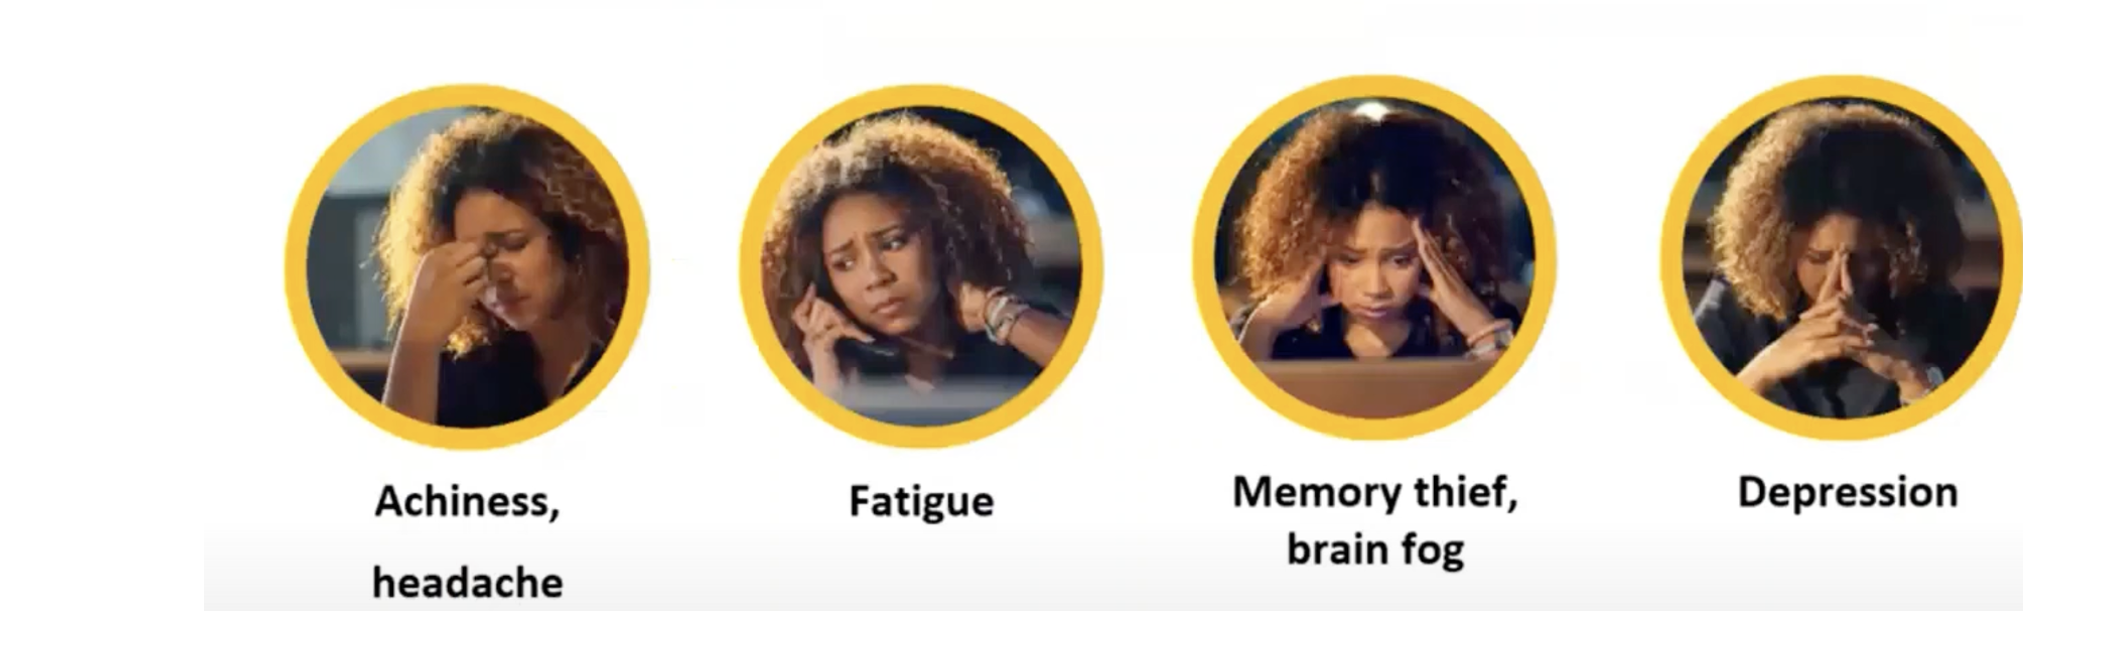 Achiness,
headache
Fatigue
Memory thief,
brain fog
Depression